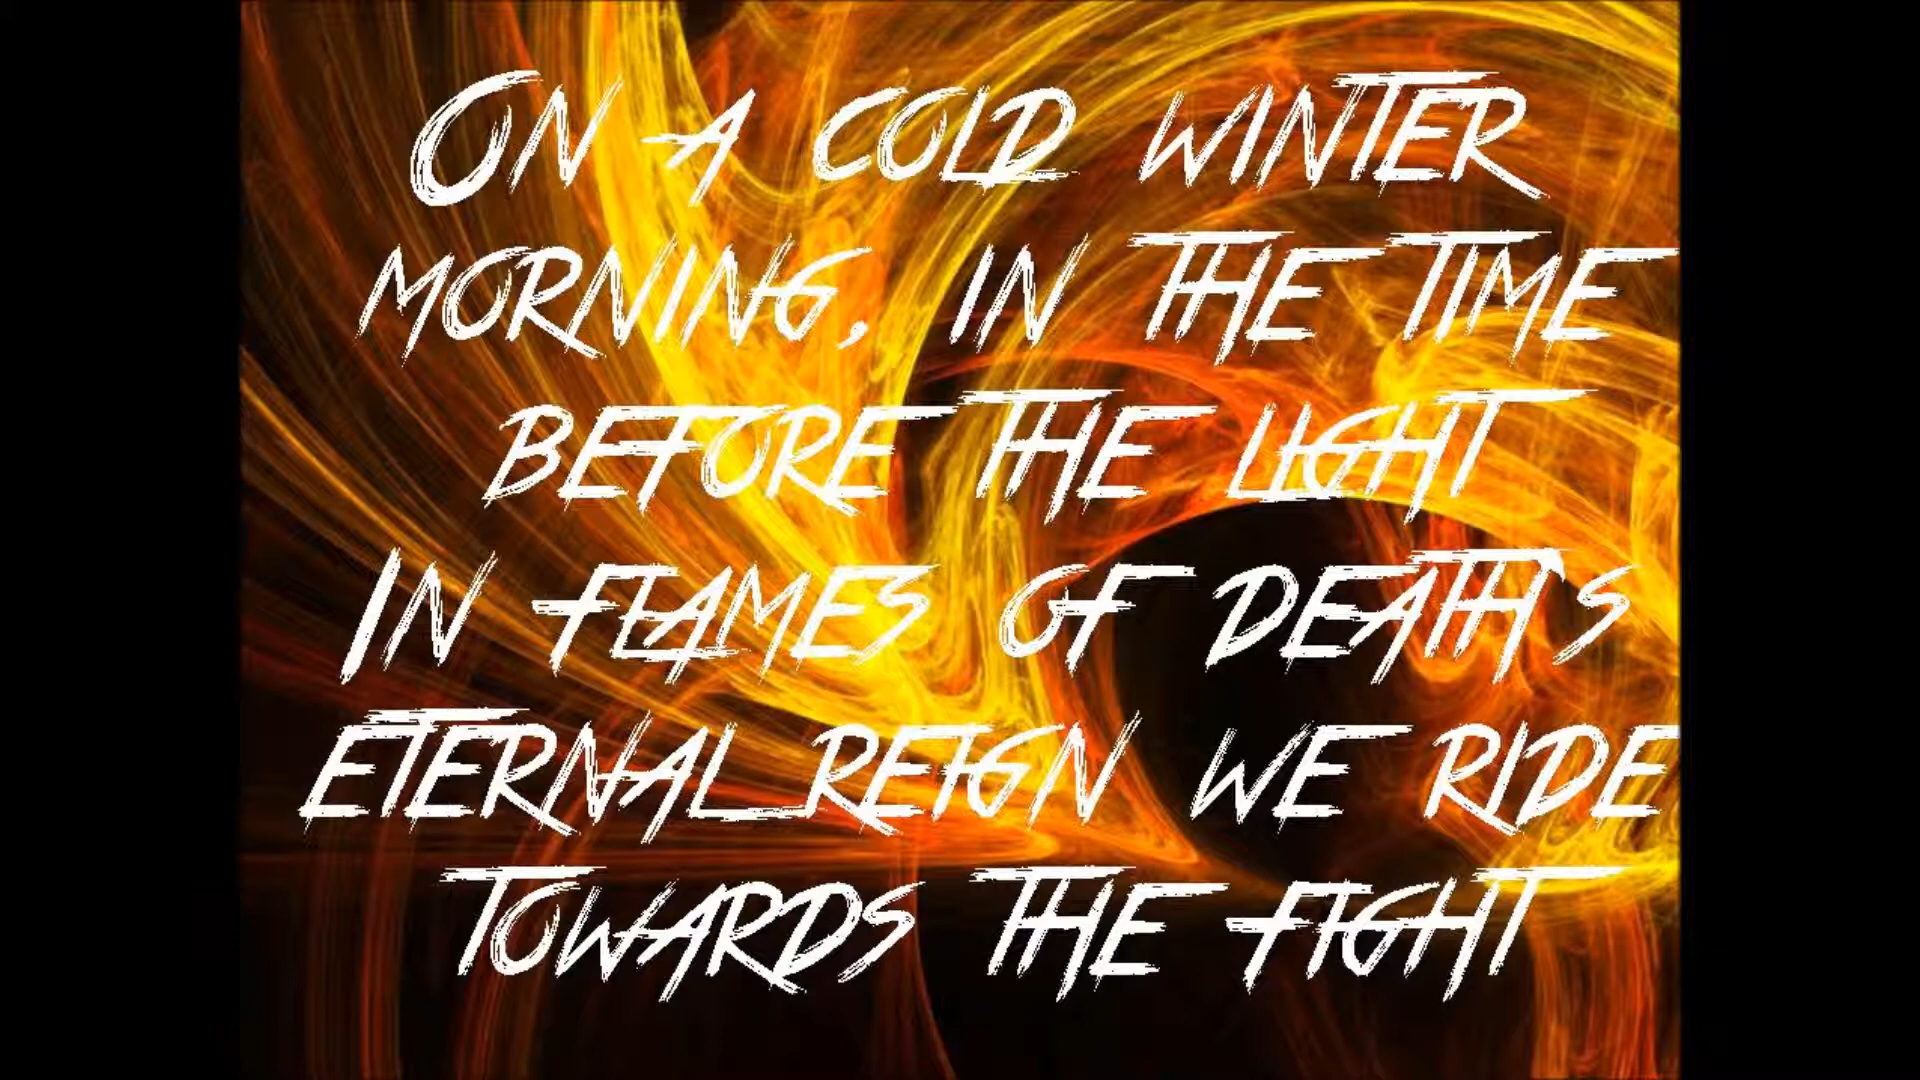 On a cold winter
morning, in the time
before the light
In flames of death's
eternal reign we ride
towards the fight